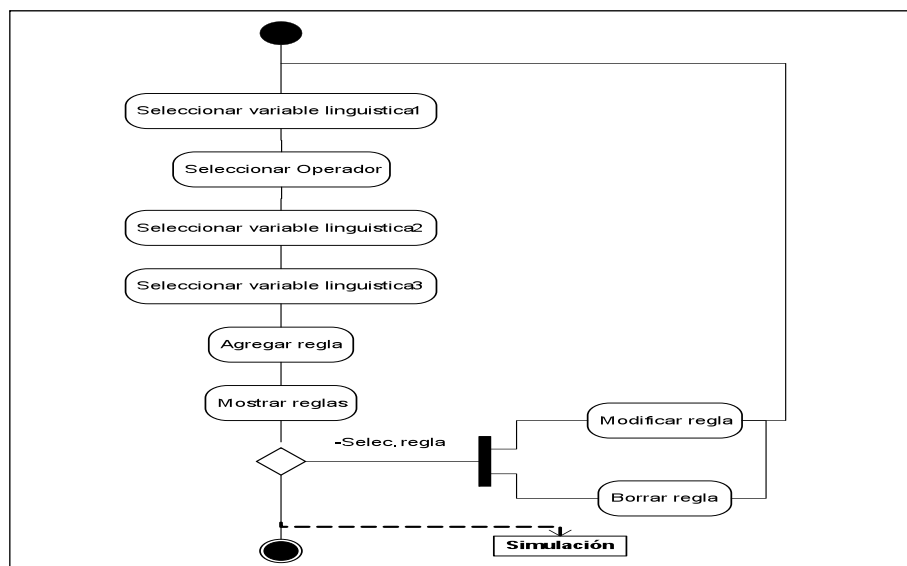 Seleccionar variable linguistica1
Seleccionar Operador
Seleccionar variable linguistica2
Seleccionar variable linguistica3
Agregar regla
Mostrar reglas
-Selec. regla
Modificar regla
Borrar regla
Simulación